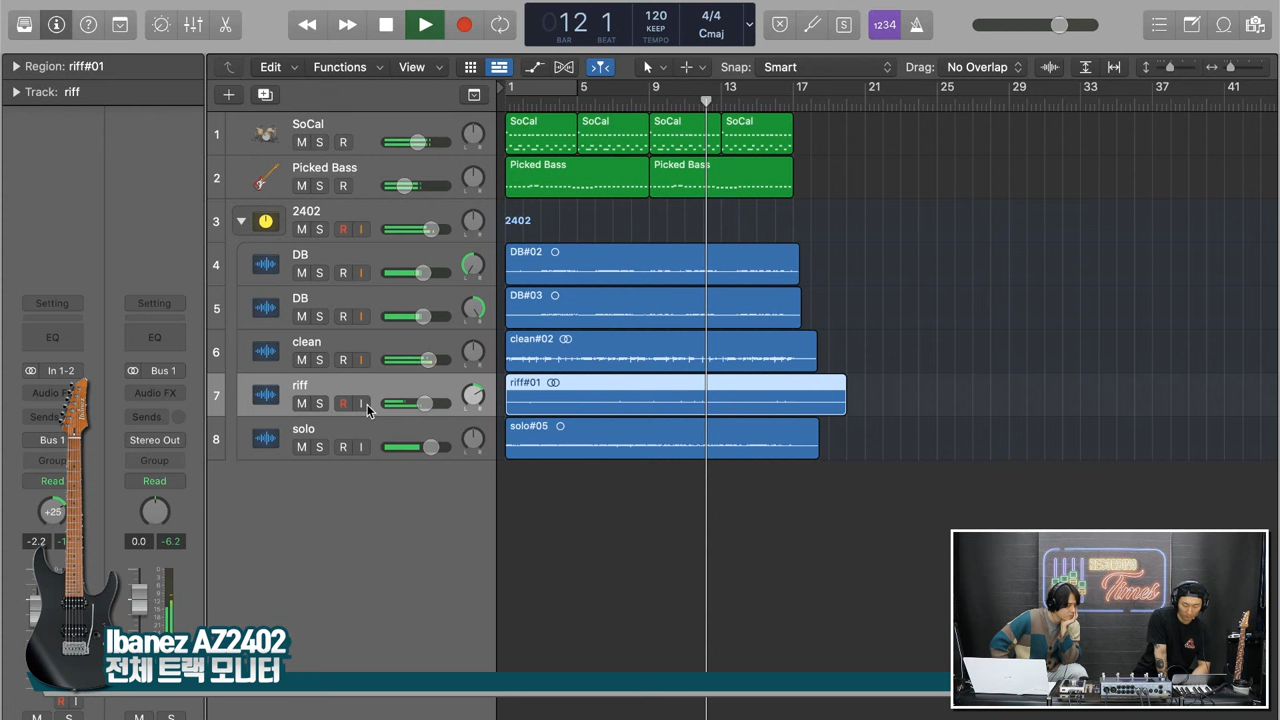 12 1
BAR BEAT
120
KEEP
TEMPO
4/4
Cmaj
1234
Region: riff#01
Track: riff
Edit Functions View Snap: Smart Drag: No Overlap
1 5 9 13 17 21 25 29 33 37 41
1 SoCal
M S R
SoCal SoCal SoCal SoCal
2 Picked Bass
M S R
Picked Bass Picked Bass
3 2402
M S R I
2402
4 DB
M S R I
DB#02
5 DB
M S R I
DB#03
6 clean
M S R I
clean#02
7 riff
M S R I
riff#01
8 solo
M S R I
solo#05
Setting Setting
EQ EQ
In 1-2 Bus 1
Audio F Audio FX
Sends Sends
Bus 1 Stereo Out
Group Group
Read Read
+25
-2.2 0.0 -6.2
R I
M S M S
Ibanez AZ2402
전체 트랙 모니터
RECORDING
Times